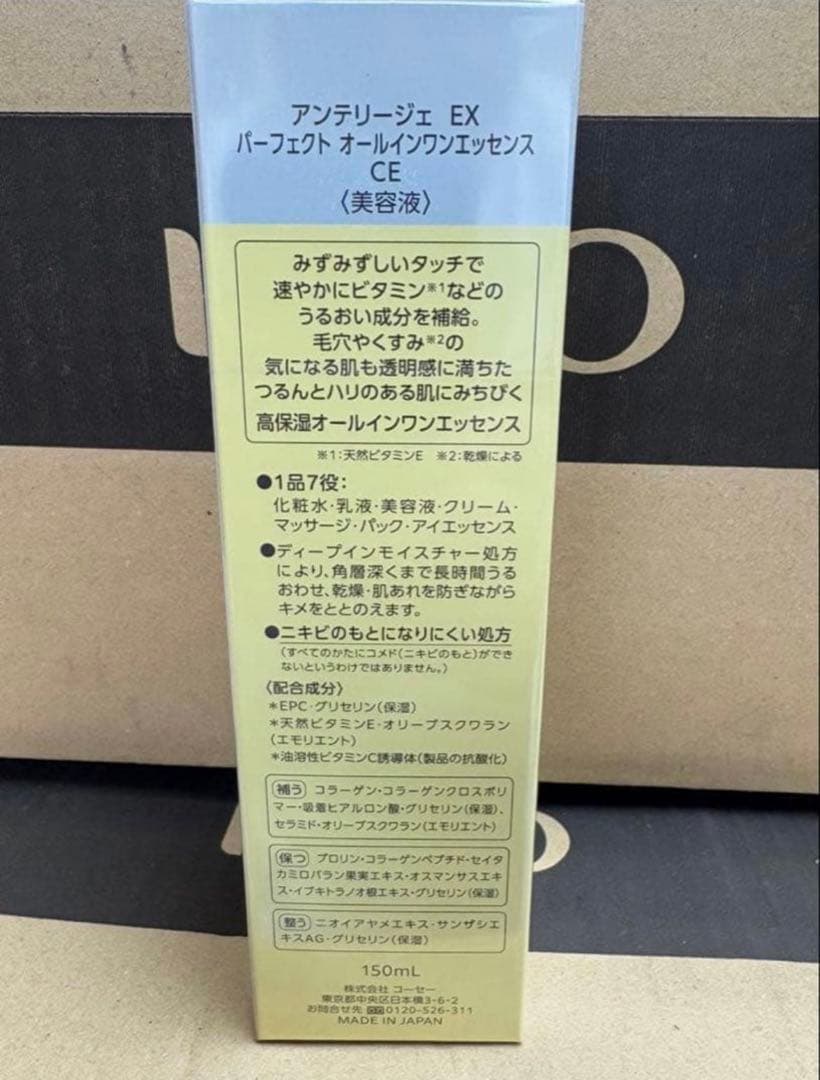 アンテリージェ EX
パーフェクト オールインワンエッセンス
CE
〈美容液〉
みずみずしいタッチで
速やかにビタミン※1などの
うるおい成分を補給。
毛穴やくすみ※2の
気になる肌も透明感に満ちた
つるんとハリのある肌にみちびく
高保湿オールインワンエッセンス
※1:天然ビタミンE ※2:乾燥による
●1品7役:
化粧水・乳液・美容液・クリーム・
マッサージ・パック・アイエッセンス
●ディープインモイスチャー処方
により、角層深くまで長時間うる
おわせ、乾燥・肌あれを防ぎながら
キメをととのえます。
●ニキビのもとになりにくい処方
(すべてのかたにコメド(ニキビのもと)ができ
ないというわけではありません。)
〈配合成分〉
*EPC・グリセリン(保湿)
*天然ビタミンE・オリーブスクワラン
(エモリエント)
*油溶性ビタミンC誘導体(製品の抗酸化)
補う コラーゲン・コラーゲンクロスポリ
マー・吸着ヒアルロン酸・グリセリン(保湿)、
セラミド・オリーブスクワラン(エモリエント)
保つ プロリン・コラーゲンペプチド・セイタ
カミロバラン果実エキス・オスマンサスエキ
ス・イブキトラノオ根エキス・グリセリン(保湿)
整う ニオイアヤメエキス・サンザシエ
キスAG・グリセリン(保湿)
150mL
株式会社 コーセー
東京都中央区日本橋3-6-2
お問合せ先 0120-526-311
MADE IN JAPAN